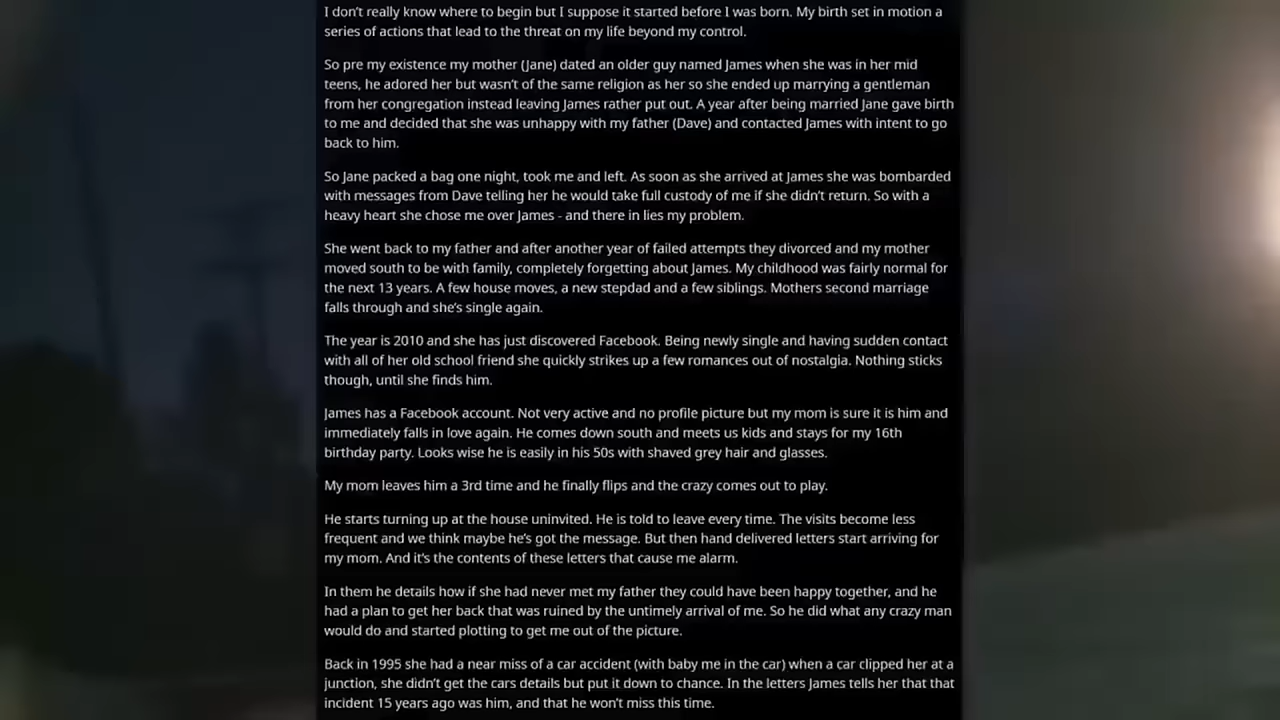 I don't really know where to begin but I suppose it started before I was born. My birth set in motion a
series of actions that lead to the threat on my life beyond my control.
So pre my existence my mother (Jane) dated an older guy named James when she was in her mid
teens, he adored her but wasn't of the same religion as her so she ended up marrying a gentleman
from her congregation instead leaving James rather put out. A year after being married Jane gave birth
to me and decided that she was unhappy with my father (Dave) and contacted James with intent to go
back to him.
So Jane packed a bag one night, took me and left. As soon as she arrived at James she was bombarded
with messages from Dave telling her he would take full custody of me if she didn't return. So with a
heavy heart she chose me over James - and there in lies my problem.
She went back to my father and after another year of failed attempts they divorced and my mother
moved south to be with family, completely forgetting about James. My childhood was fairly normal for
the next 13 years. A few house moves, a new stepdad and a few siblings. Mothers second marriage
falls through and she's single again.
The year is 2010 and she has just discovered Facebook. Being newly single and having sudden contact
with all of her old school friend she quickly strikes up a few romances out of nostalgia. Nothing sticks
though, until she finds him.
James has a Facebook account. Not very active and no profile picture but my mom is sure it is him and
immediately falls in love again. He comes down south and meets us kids and stays for my 16th
birthday party. Looks wise he is easily in his 50s with shaved grey hair and glasses.
My mom leaves him a 3rd time and he finally flips and the crazy comes out to play.
He starts turning up at the house uninvited. He is told to leave every time. The visits become less
frequent and we think maybe he's got the message. But then hand delivered letters start arriving for
my mom. And it's the contents of these letters that cause me alarm.
In them he details how if she had never met my father they could have been happy together, and he
had a plan to get her back that was ruined by the untimely arrival of me. So he did what any crazy man
would do and started plotting to get me out of the picture.
Back in 1995 she had a near miss of a car accident (with baby me in the car) when a car clipped her at a
junction, she didn't get the cars details but put it down to chance. In the letters James tells her that that
incident 15 years ago was him, and that he won't miss this time.